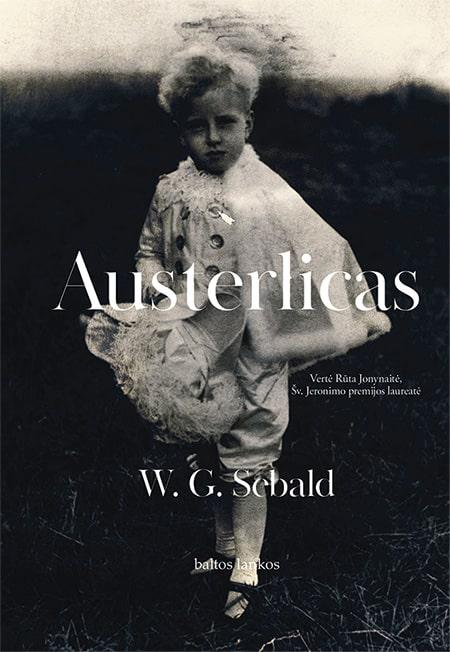 Austerlicas
Vertė Rūta Jonynaitė,
Šv. Jeronimo premijos laureatė
W. G. Sebald
baltos lankos